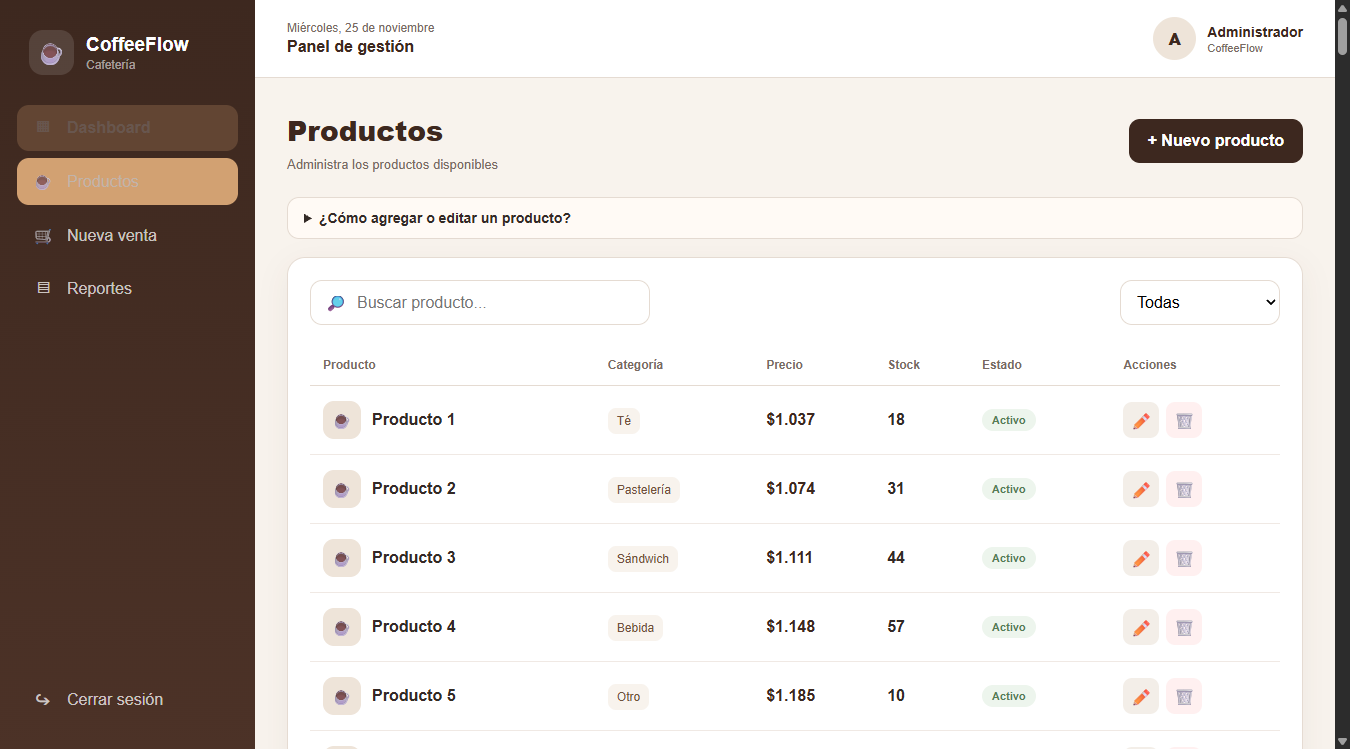 CoffeeFlow
Cafetería
Dashboard
Productos
Nueva venta
Reportes
Cerrar sesión
Miércoles, 25 de noviembre
Panel de gestión
A
Administrador
CoffeeFlow
Productos
Administra los productos disponibles
+ Nuevo producto
¿Cómo agregar o editar un producto?
Buscar producto...
Todas
Producto Categoría Precio Stock Estado Acciones
Producto 1 Té $1.037 18 Activo
Producto 2 Pastelería $1.074 31 Activo
Producto 3 Sándwich $1.111 44 Activo
Producto 4 Bebida $1.148 57 Activo
Producto 5 Otro $1.185 10 Activo